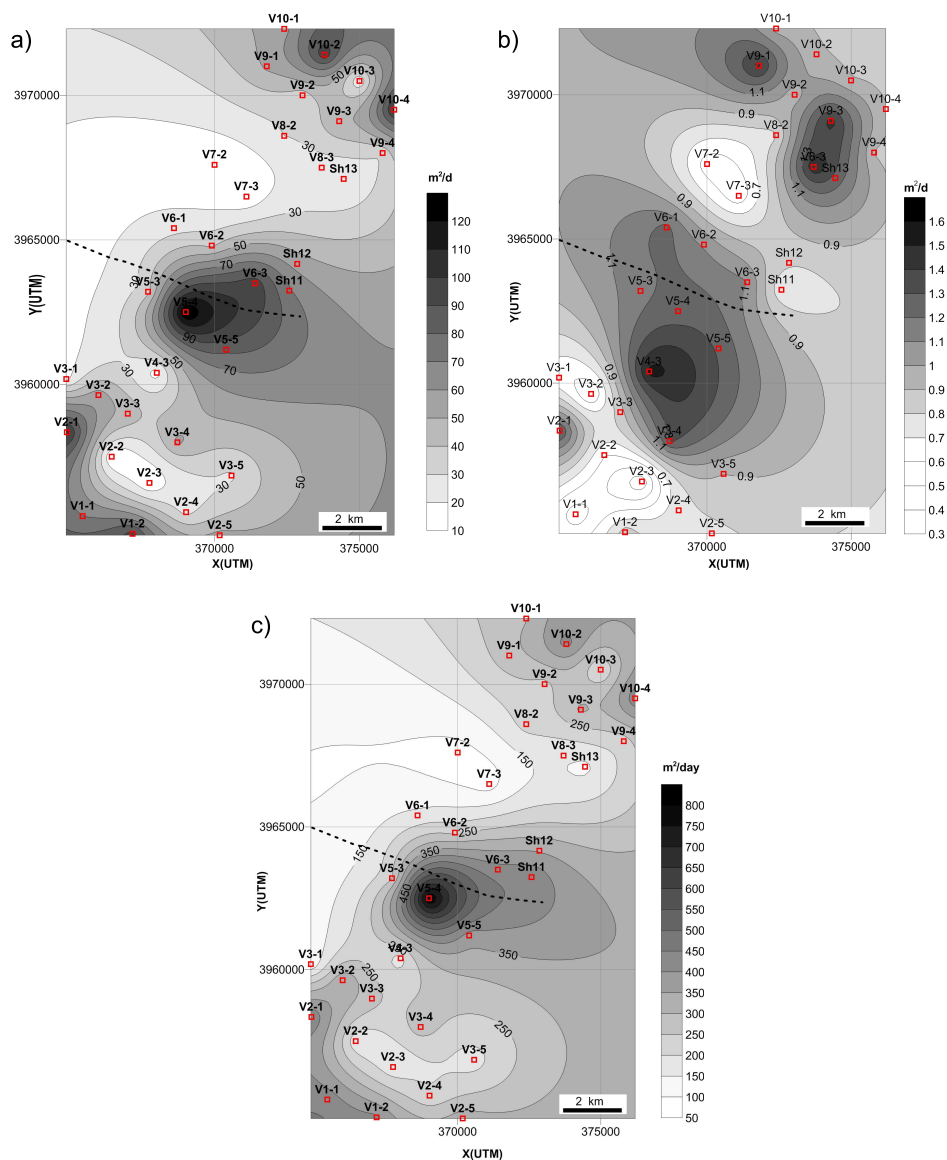 a)
V10-1
V10-2
50
V9-1
V10-3
3970000
V9-2
V10-4
V9-3
V8-2
30
V9-4
V7-2
V8-3
Sh13
V7-3
30
V6-1
3965000
V6-2
50
Sh12
70
30
V5-3
V6-3
Sh11
V5-4
90
V5-5
V4-3
50
70
V3-1
3960000
30
V3-2
V3-3
V2-1
V3-4
V2-2
V3-5
50
V2-3
30
V1-1
V2-4
V1-2
V2-5
2 km
370000
375000
X(UTM)
Y(UTM)
m²/d
120
110
100
90
80
70
60
50
40
30
20
10
b)
V10-1
V10-2
V9-1
V10-3
1.1
V9-2
3970000
V10-4
0.9
V9-3
V8-2
V9-4
V7-2
1.3
Sh13
0.7
1.1
V7-3
0.9
V6-1
0.9
V6-2
3965000
Sh12
1.1
V5-3
V6-3
Sh11
1.1
V5-4
V5-5
0.9
0.9
V4-3
V3-1
3960000
V3-2
V3-3
V2-1
V3-4
1.1
V2-2
V3-5
0.9
V2-3
0.7
V1-1
V2-4
V1-2
V2-5
2 km
370000
375000
X(UTM)
Y(UTM)
m²/d
1.6
1.5
1.4
1.3
1.2
1.1
1
0.9
0.8
0.7
0.6
0.5
0.4
0.3
c)
V10-1
V10-2
V9-1
V10-3
V9-2
3970000
V10-4
V9-3
V8-2
250
V9-4
V7-2
150
V8-3
Sh13
V7-3
V6-1
3965000
V6-2
250
350
Sh12
150
V5-3
V6-3
Sh11
450
V5-4
V5-5
V4-3
350
V3-1
3960000
250
V3-2
V3-3
V2-1
V3-4
250
V2-2
V2-3
V3-5
V1-1
V2-4
V1-2
V2-5
2 km
370000
375000
X(UTM)
Y(UTM)
m²/day
800
700
650
600
550
500
450
400
350
300
250
200
150
100
50